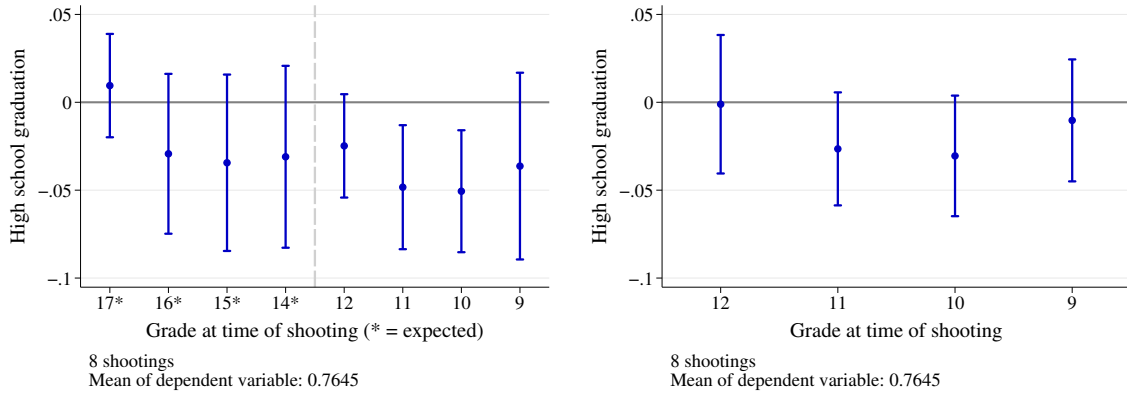 High school graduation
.05
0
−.05
−.1
17* 16* 15* 14* 12 11 10 9
Grade at time of shooting (* = expected)
8 shootings
Mean of dependent variable: 0.7645
High school graduation
.05
0
−.05
−.1
12 11 10 9
Grade at time of shooting
8 shootings
Mean of dependent variable: 0.7645